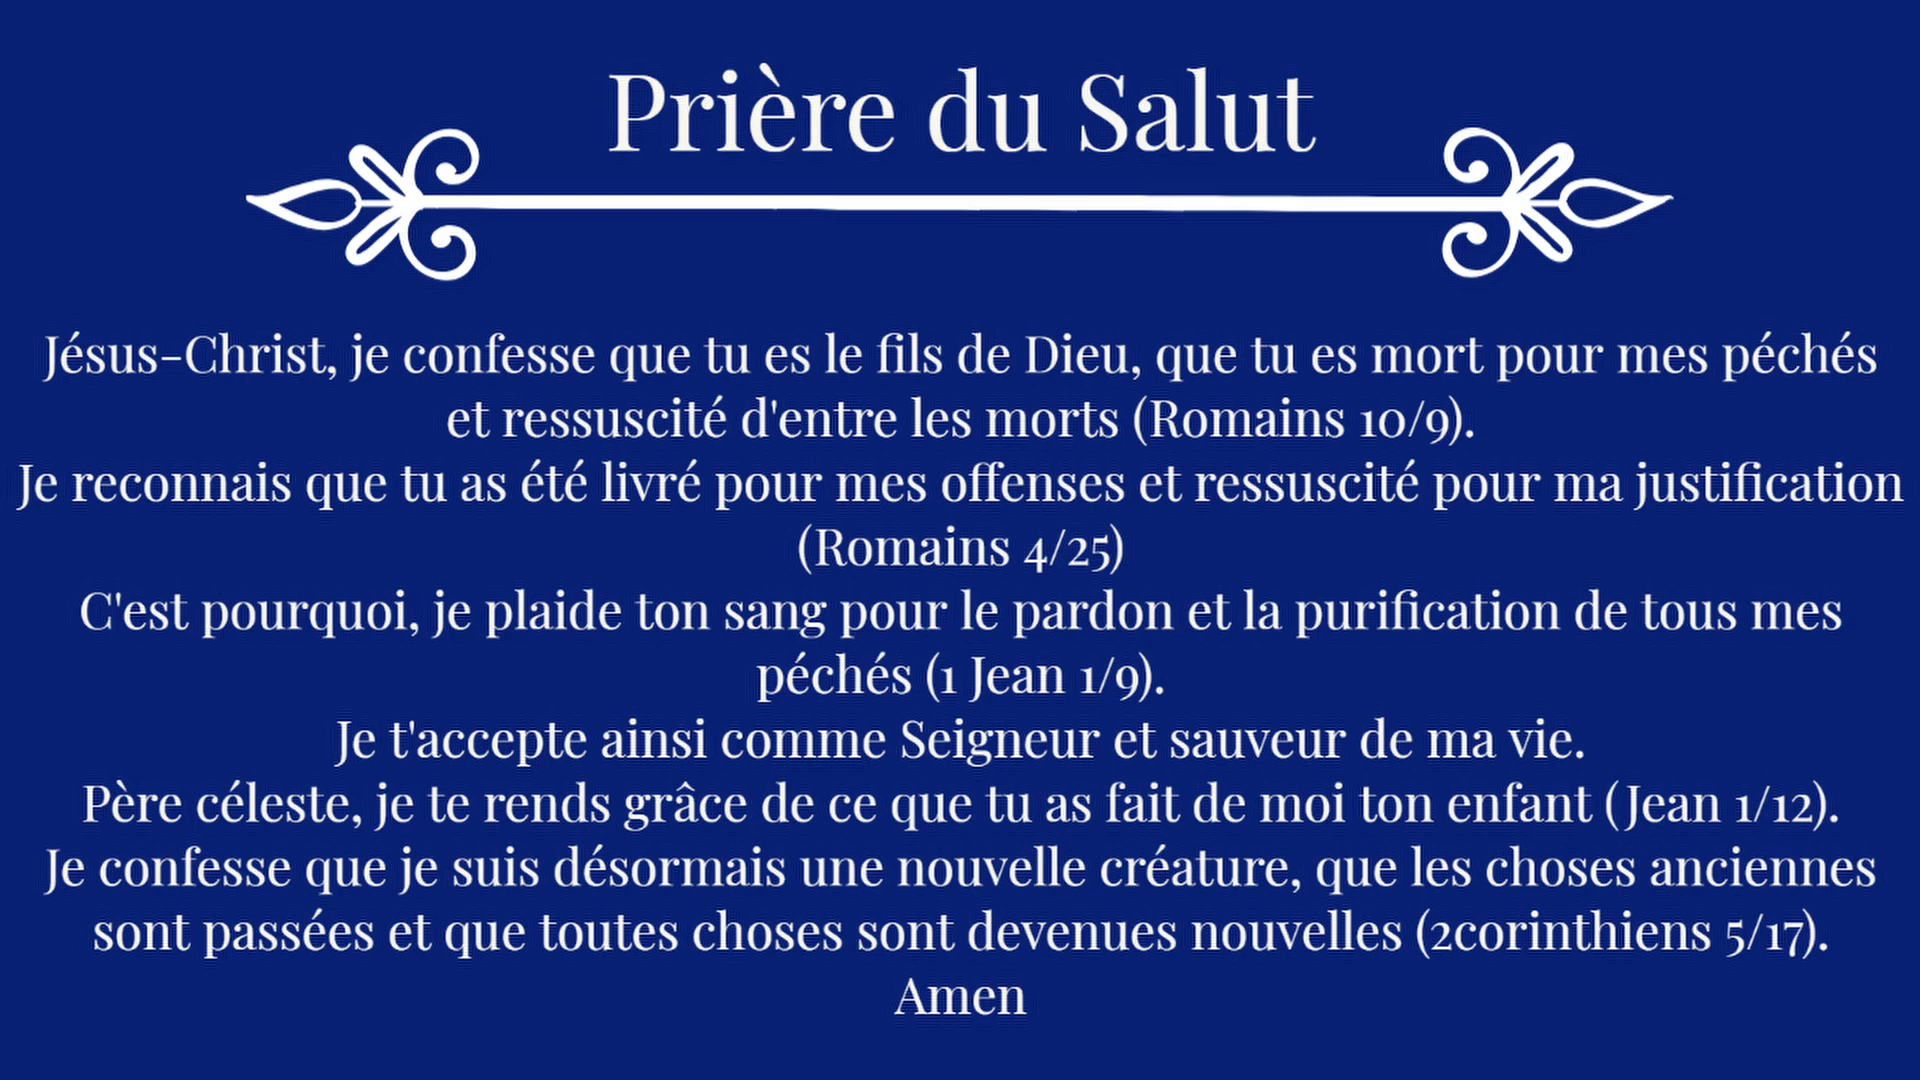 Prière du Salut
Jésus-Christ, je confesse que tu es le fils de Dieu, que tu es mort pour mes péchés
et ressuscité d'entre les morts (Romains 10/9).
Je reconnais que tu as été livré pour mes offenses et ressuscité pour ma justification
(Romains 4/25)
C'est pourquoi, je plaide ton sang pour le pardon et la purification de tous mes
péchés (1 Jean 1/9).
Je t'accepte ainsi comme Seigneur et sauveur de ma vie.
Père céleste, je te rends grâce de ce que tu as fait de moi ton enfant (Jean 1/12).
Je confesse que je suis désormais une nouvelle créature, que les choses anciennes
sont passées et que toutes choses sont devenues nouvelles (2corinthiens 5/17).
Amen